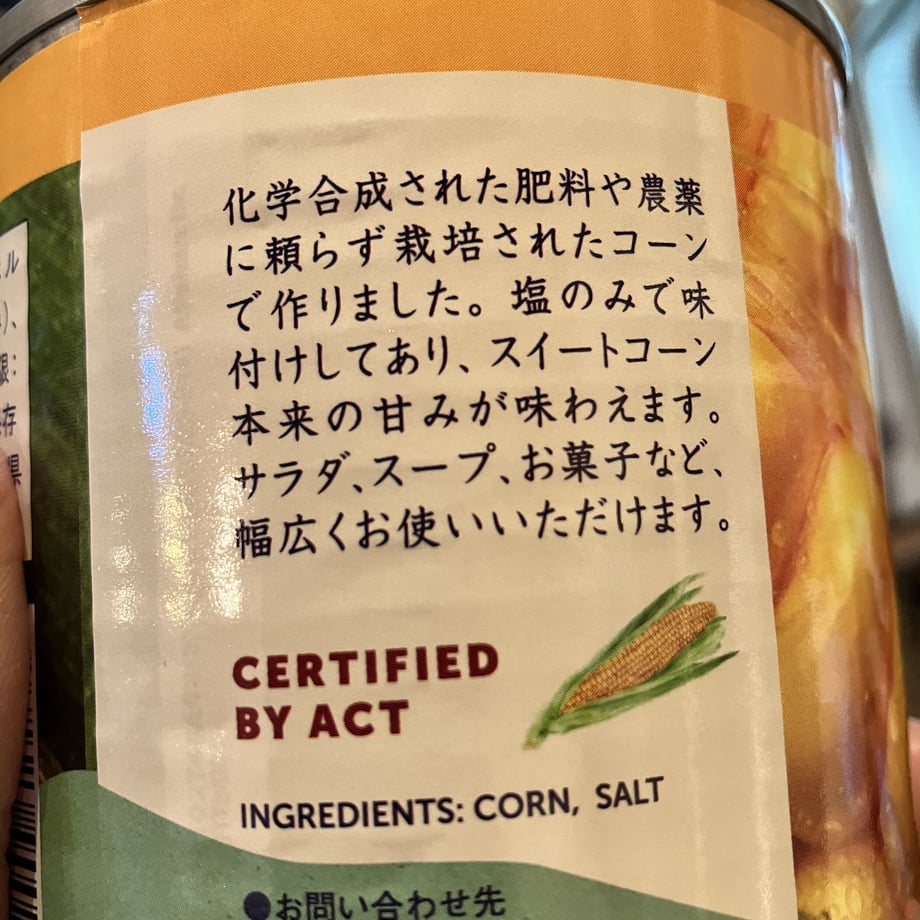 化学合成された肥料や農薬
に頼らず栽培されたコーン
で作りました。塩のみで味
付けしてあり、スイートコーン
本来の甘みが味わえます。
サラダ、スープ、お菓子など、
幅広くお使いいただけます。
CERTIFIED
BY ACT
INGREDIENTS: CORN, SALT
●お問い合わせ先
ル
、
限:
存
県